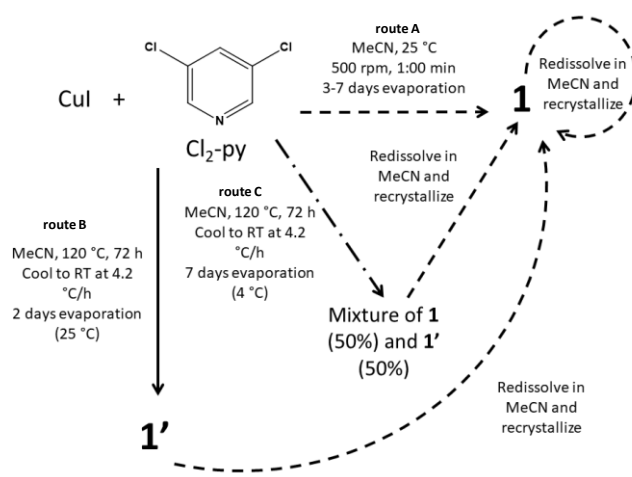 route A
MeCN, 25 °C
500 rpm, 1:00 min
3-7 days evaporation
Cl
Cl
N
CuI +
Cl₂-py
1
Redissolve in
MeCN and
recrystallize
Redissolve in
MeCN and
recrystallize
route C
MeCN, 120 °C, 72 h
Cool to RT at 4.2
°C/h
7 days evaporation
(4 °C)
route B
MeCN, 120 °C, 72 h
Cool to RT at 4.2
°C/h
2 days evaporation
(25 °C)
Mixture of 1
(50%) and 1’
(50%)
1’
Redissolve in
MeCN and
recrystallize